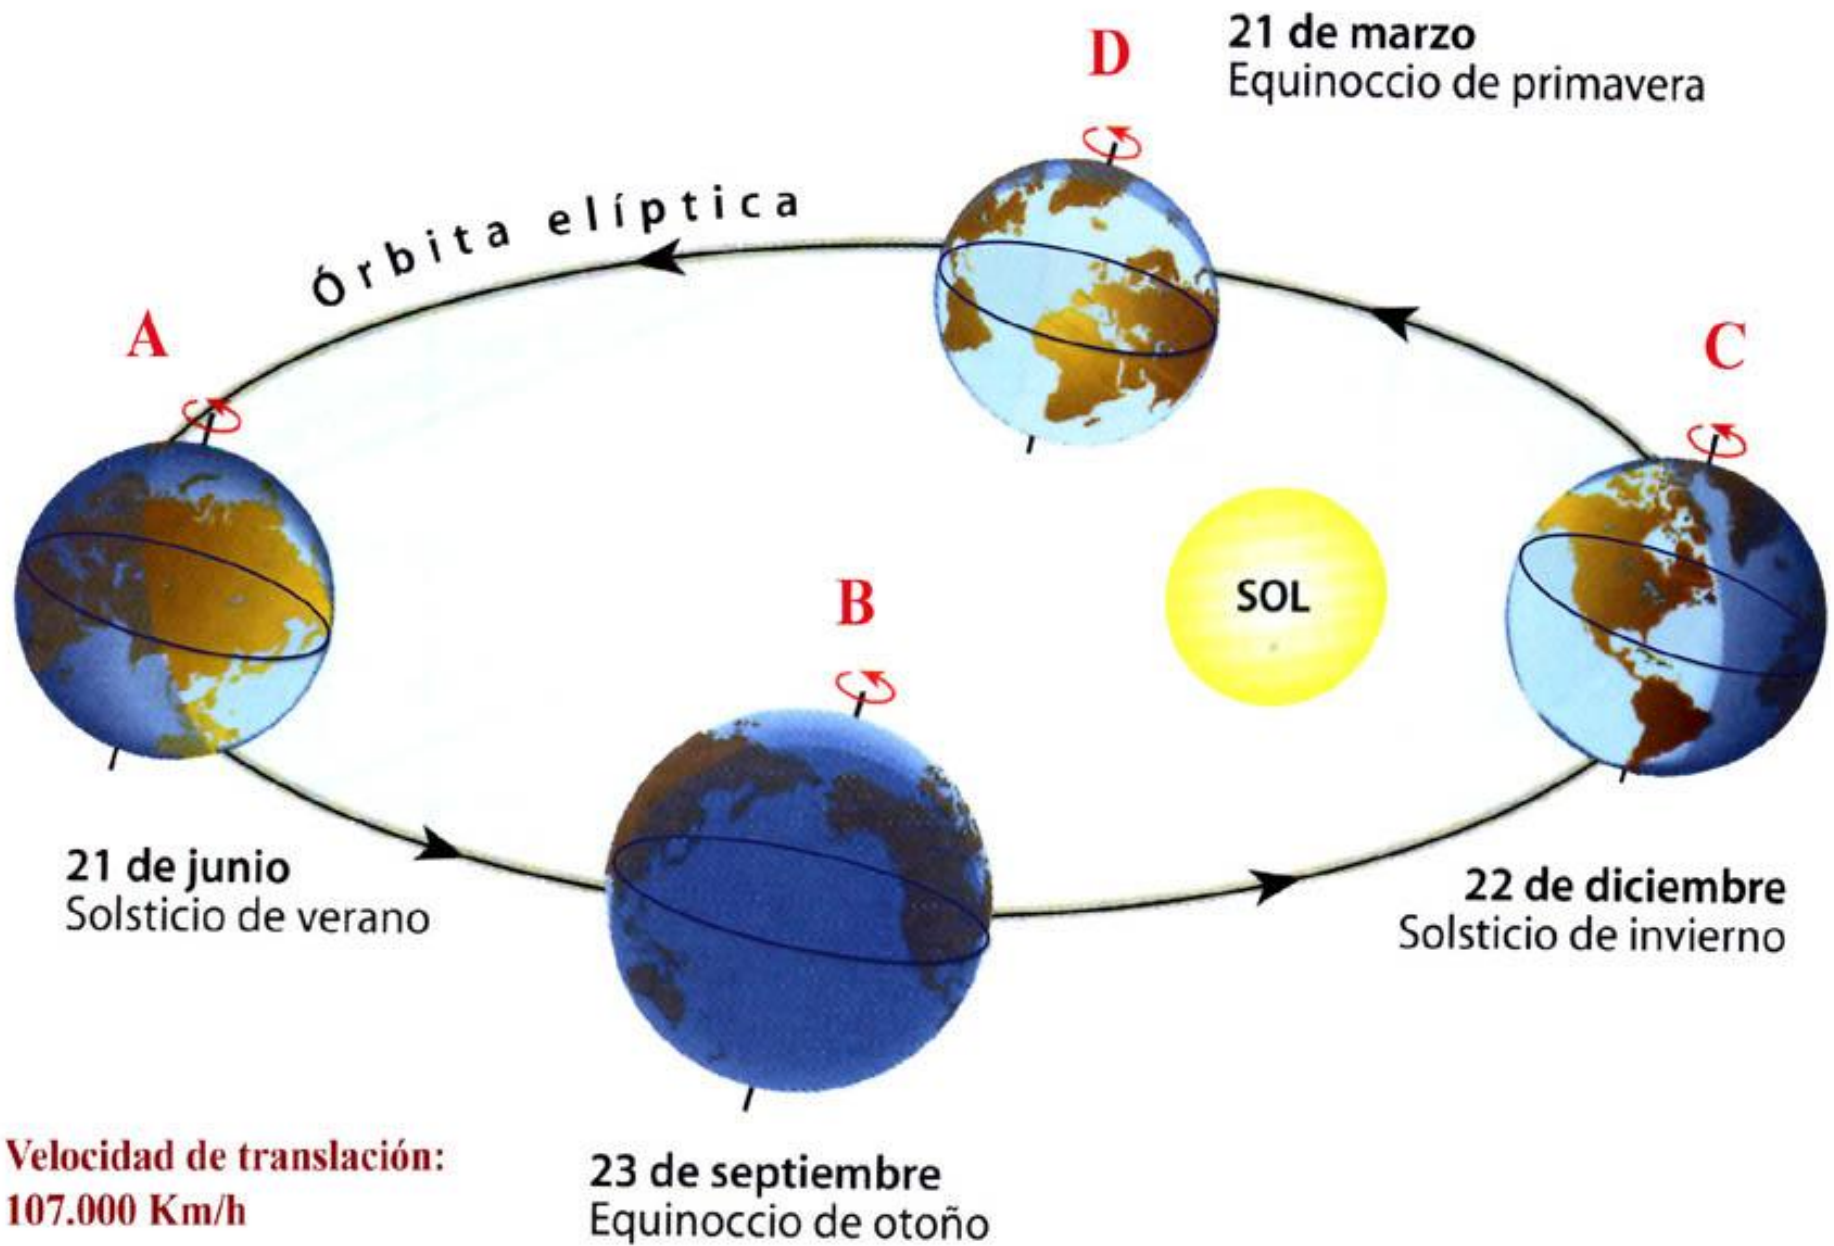 D
21 de marzo
Equinoccio de primavera
Órbita elíptica
A
C
B
SOL
21 de junio
Solsticio de verano
22 de diciembre
Solsticio de invierno
Velocidad de translación:
107.000 Km/h
23 de septiembre
Equinoccio de otoño